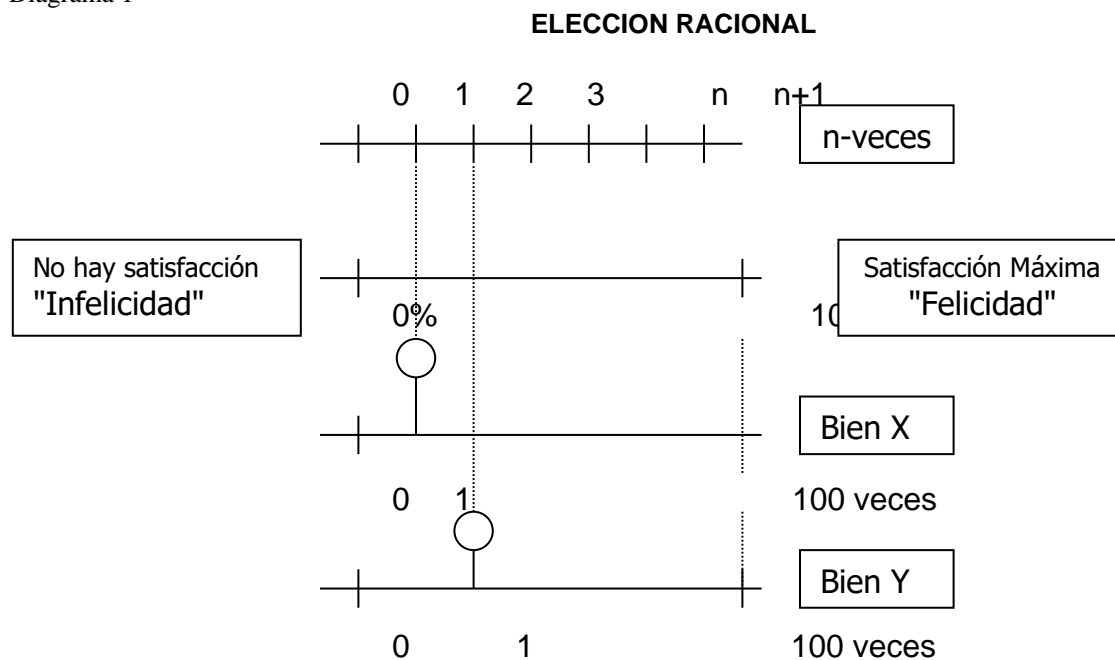 Diagrama 1
ELECCION RACIONAL
0 1 2 3 n n+1
n-veces
No hay satisfacción
"Infelicidad"
Satisfacción Máxima
"Felicidad"
0% 10
Bien X
0 1 100 veces
Bien Y
0 1 100 veces